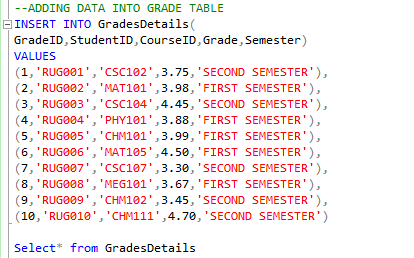 --ADDING DATA INTO GRADE TABLE
INSERT INTO GradesDetails(
GradeID,StudentID,CourseID,Grade,Semester)
VALUES
(1,'RUG001','CSC102',3.75,'SECOND SEMESTER'),
(2,'RUG002','MAT101',3.98,'FIRST SEMESTER'),
(3,'RUG003','CSC104',4.45,'SECOND SEMESTER'),
(4,'RUG004','PHY101',3.88,'FIRST SEMESTER'),
(5,'RUG005','CHM101',3.99,'FIRST SEMESTER'),
(6,'RUG006','MAT105',4.50,'FIRST SEMESTER'),
(7,'RUG007','CSC107',3.30,'SECOND SEMESTER'),
(8,'RUG008','MEG101',3.67,'FIRST SEMESTER'),
(9,'RUG009','CHM102',3.45,'SECOND SEMESTER'),
(10,'RUG010','CHM111',4.70,'SECOND SEMESTER')
Select* from GradesDetails